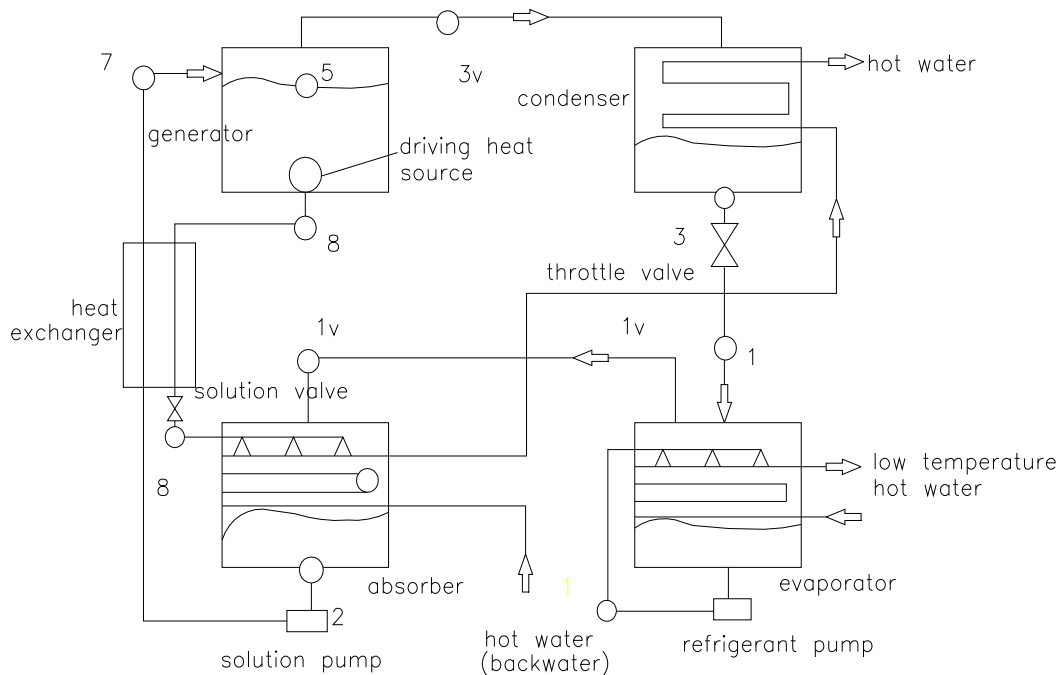 7
5
3v
hot water
condenser
generator
driving heat
source
8
3
throttle valve
heat
exchanger
1v
1v
1
solution valve
low temperature
hot water
8
absorber
1
evaporator
2
hot water
(backwater)
refrigerant pump
solution pump